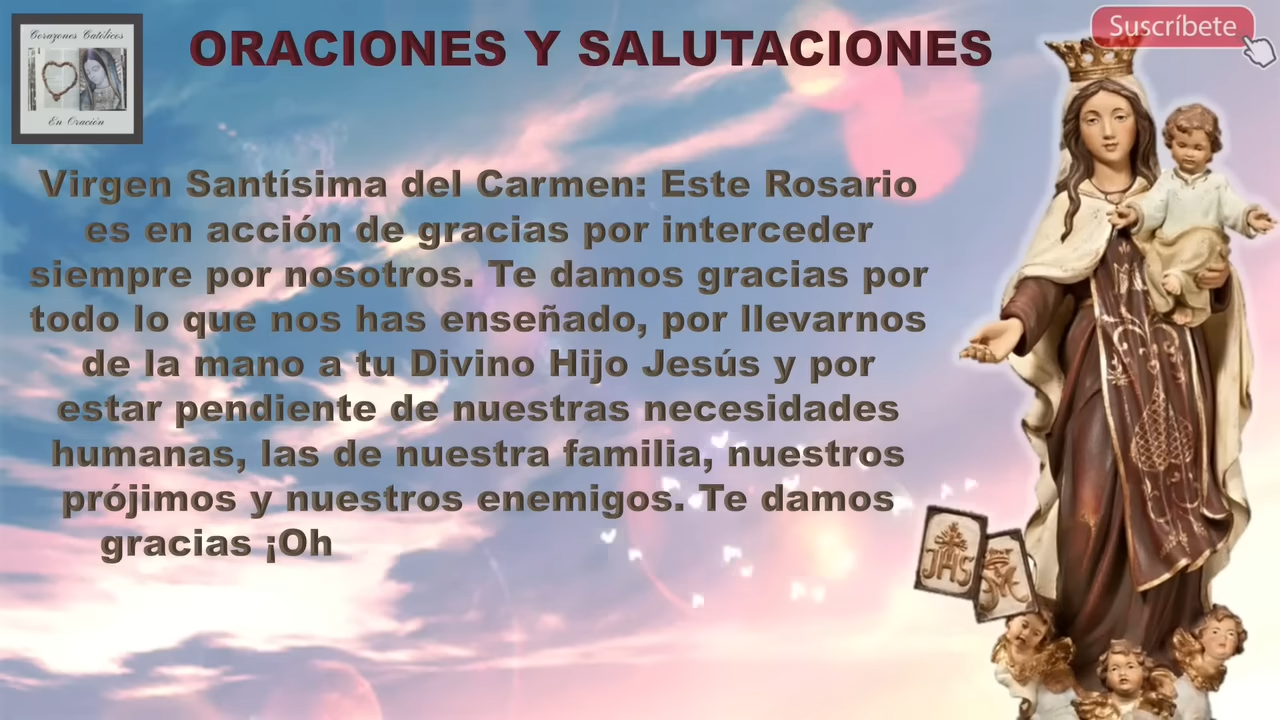 Corazones Católicos
En Oración
ORACIONES Y SALUTACIONES
Suscríbete
Virgen Santísima del Carmen: Este Rosario
es en acción de gracias por interceder
siempre por nosotros. Te damos gracias por
todo lo que nos has enseñado, por llevarnos
de la mano a tu Divino Hijo Jesús y por
estar pendiente de nuestras necesidades
humanas, las de nuestra familia, nuestros
prójimos y nuestros enemigos. Te damos
gracias ¡Oh
JHS
M